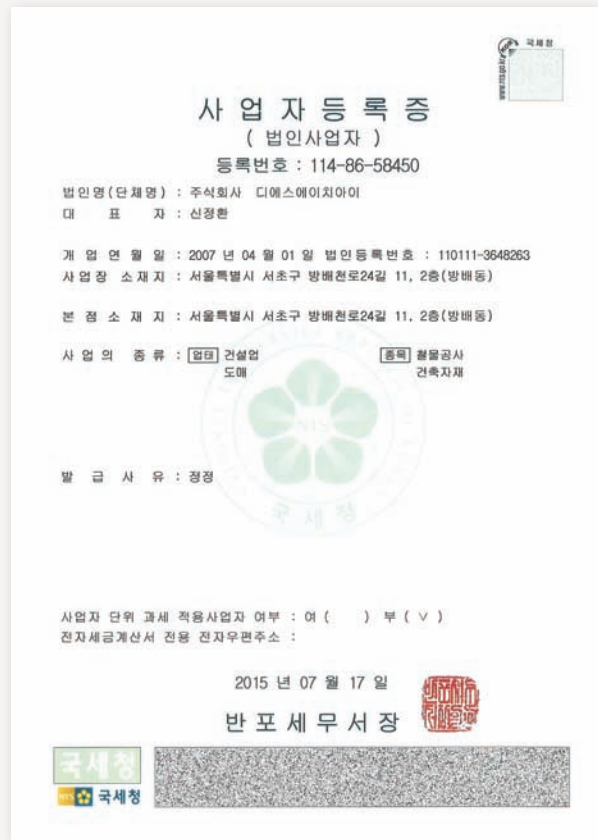 국세청
사업자등록증
( 법인사업자 )
등록번호 : 114-86-58450
법인명(단체명) : 주식회사 디에스에이치아이
대 표 자 : 신정환
개 업 연 월 일 : 2007 년 04 월 01 일 법인등록번호 : 110111-3648263
사업장 소재지 : 서울특별시 서초구 방배천로24길 11, 2층(방배동)
본 점 소 재 지 : 서울특별시 서초구 방배천로24길 11, 2층(방배동)
사 업 의 종 류 : 업태 건설업 종목 철물공사
도매 건축자재
NTS
국세청
발 급 사 유 : 정정
사업자 단위 과세 적용사업자 여부 : 여 ( ) 부 ( ∨ )
전자세금계산서 전용 전자우편주소 :
2015 년 07 월 17 일
반포세무서장
국세청
NTS 국세청